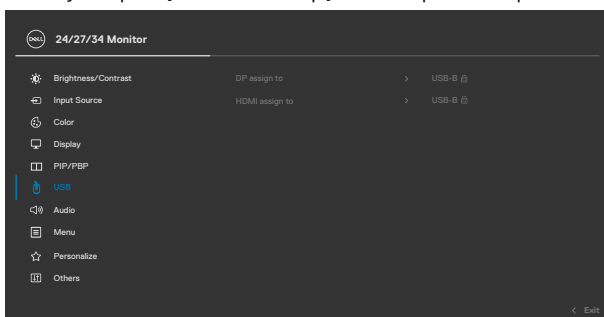 DELL 24/27/34 Monitor
Brightness/Contrast DP assign to > USB-B
Input Source HDMI assign to > USB-B
Color
Display
PIP/PBP
USB
Audio
Menu
Personalize
Others
< Exit